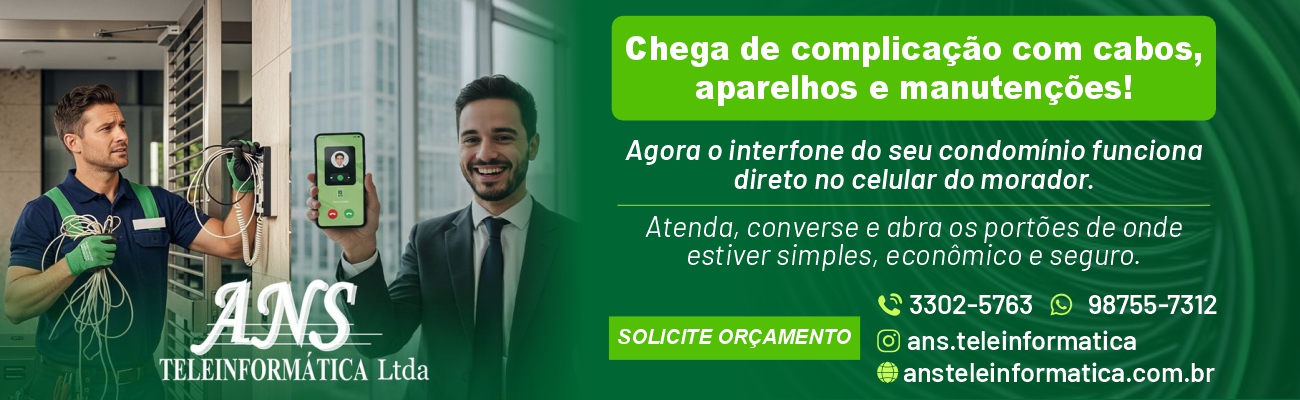 Chega de complicação com cabos,
aparelhos e manutenções!
Agora o interfone do seu condomínio funciona
direto no celular do morador.
Atenda, converse e abra os portões de onde
estiver simples, econômico e seguro.
SOLICITE ORÇAMENTO
3302-5763 98755-7312
ans.teleinformatica
ansteleinformatica.com.br
ANS
TELEINFORMÁTICA Ltda